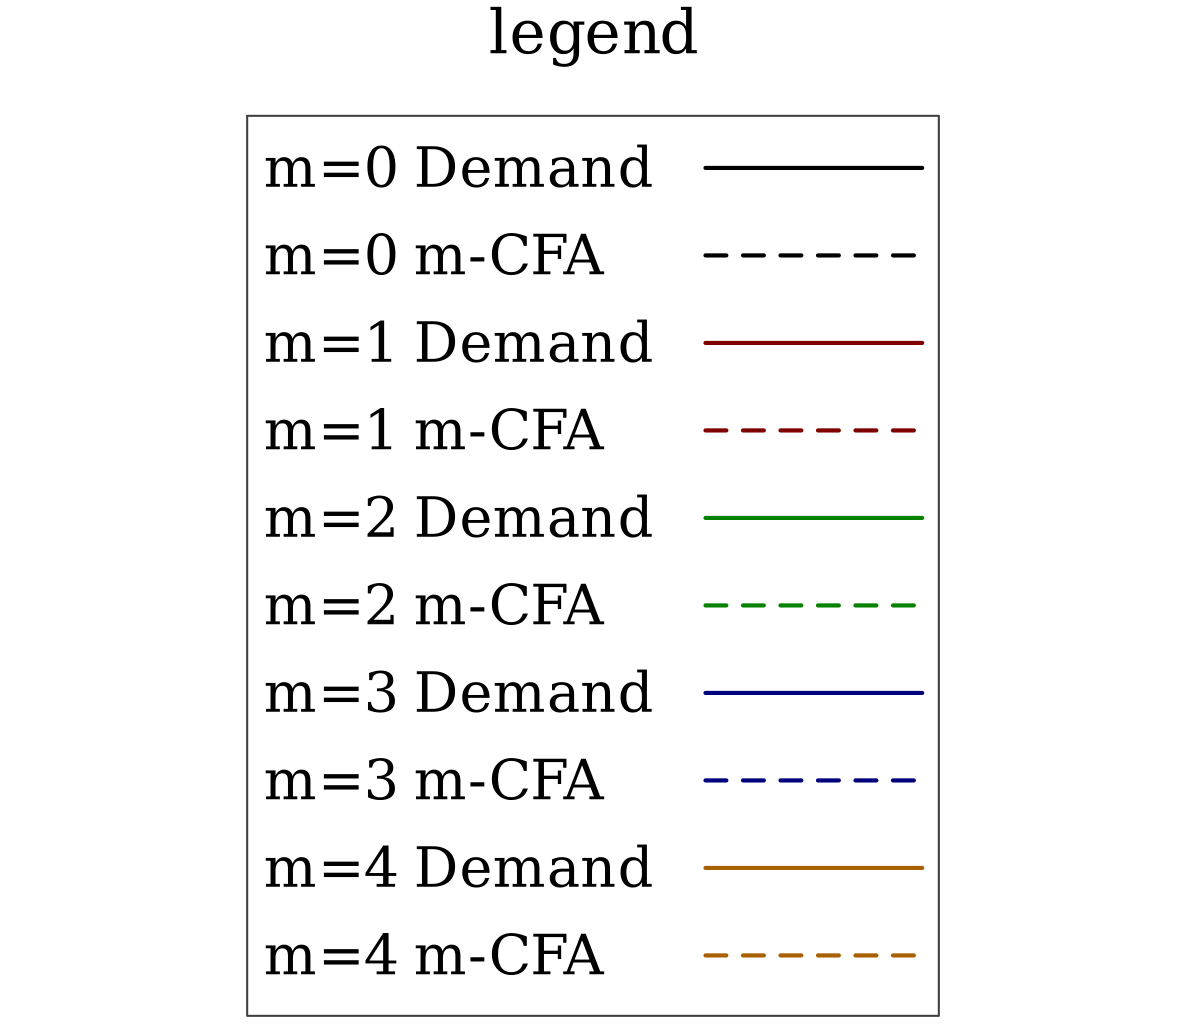 legend
m=0 Demand
m=0 m-CFA
m=1 Demand
m=1 m-CFA
m=2 Demand
m=2 m-CFA
m=3 Demand
m=3 m-CFA
m=4 Demand
m=4 m-CFA